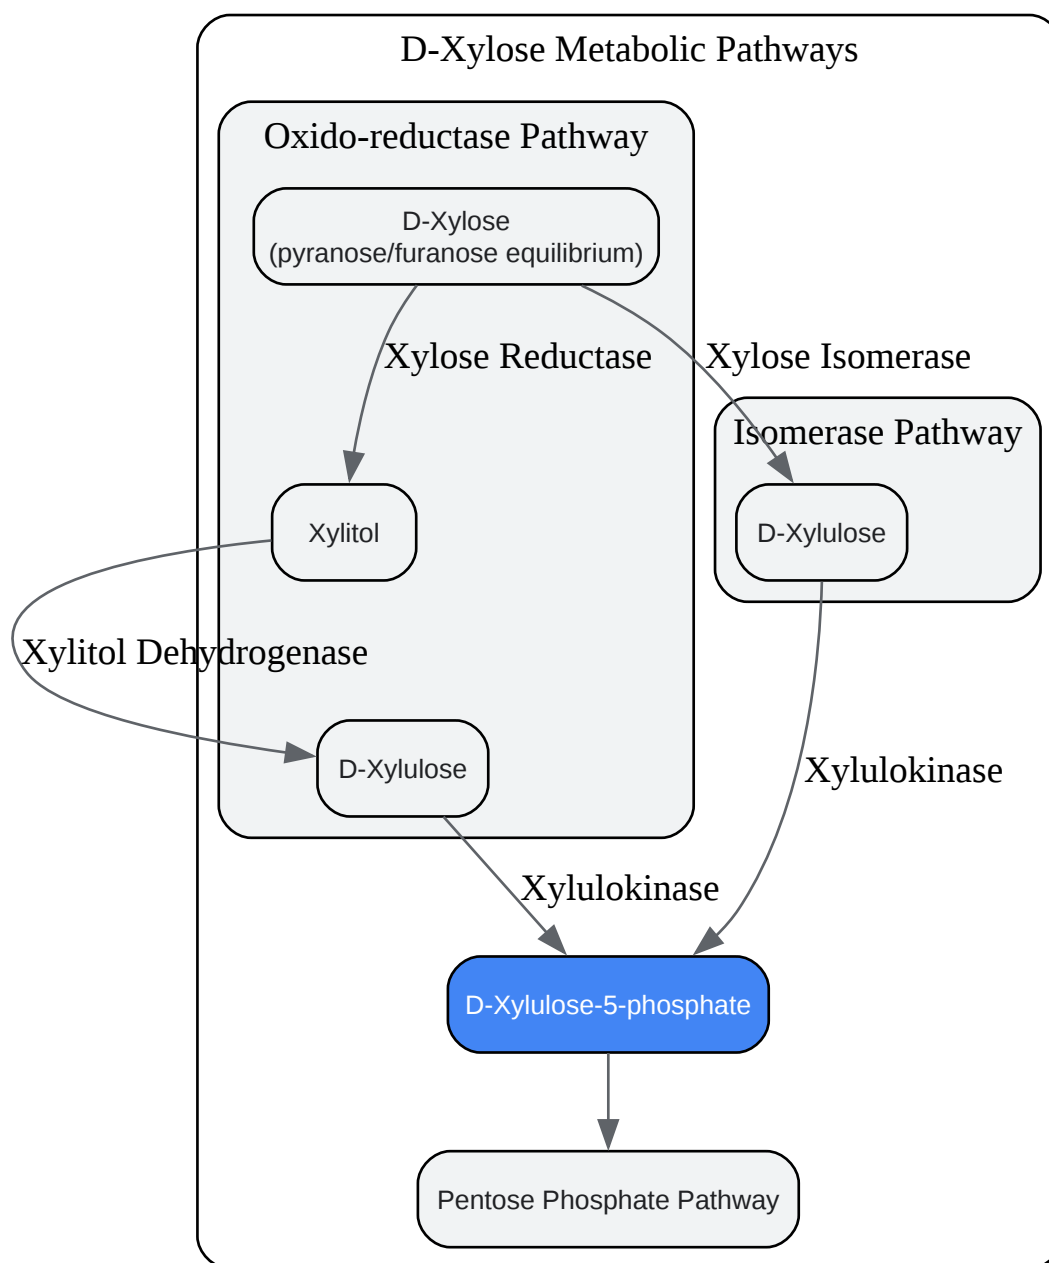 D-Xylose Metabolic Pathways
Oxido-reductase Pathway
D-Xylose
(pyranose/furanose equilibrium)
Xylose Reductase
Xylose Isomerase
Isomerase Pathway
Xylitol
D-Xylulose
Xylitol Dehydrogenase
D-Xylulose
Xylulokinase
Xylulokinase
D-Xylulose-5-phosphate
Pentose Phosphate Pathway